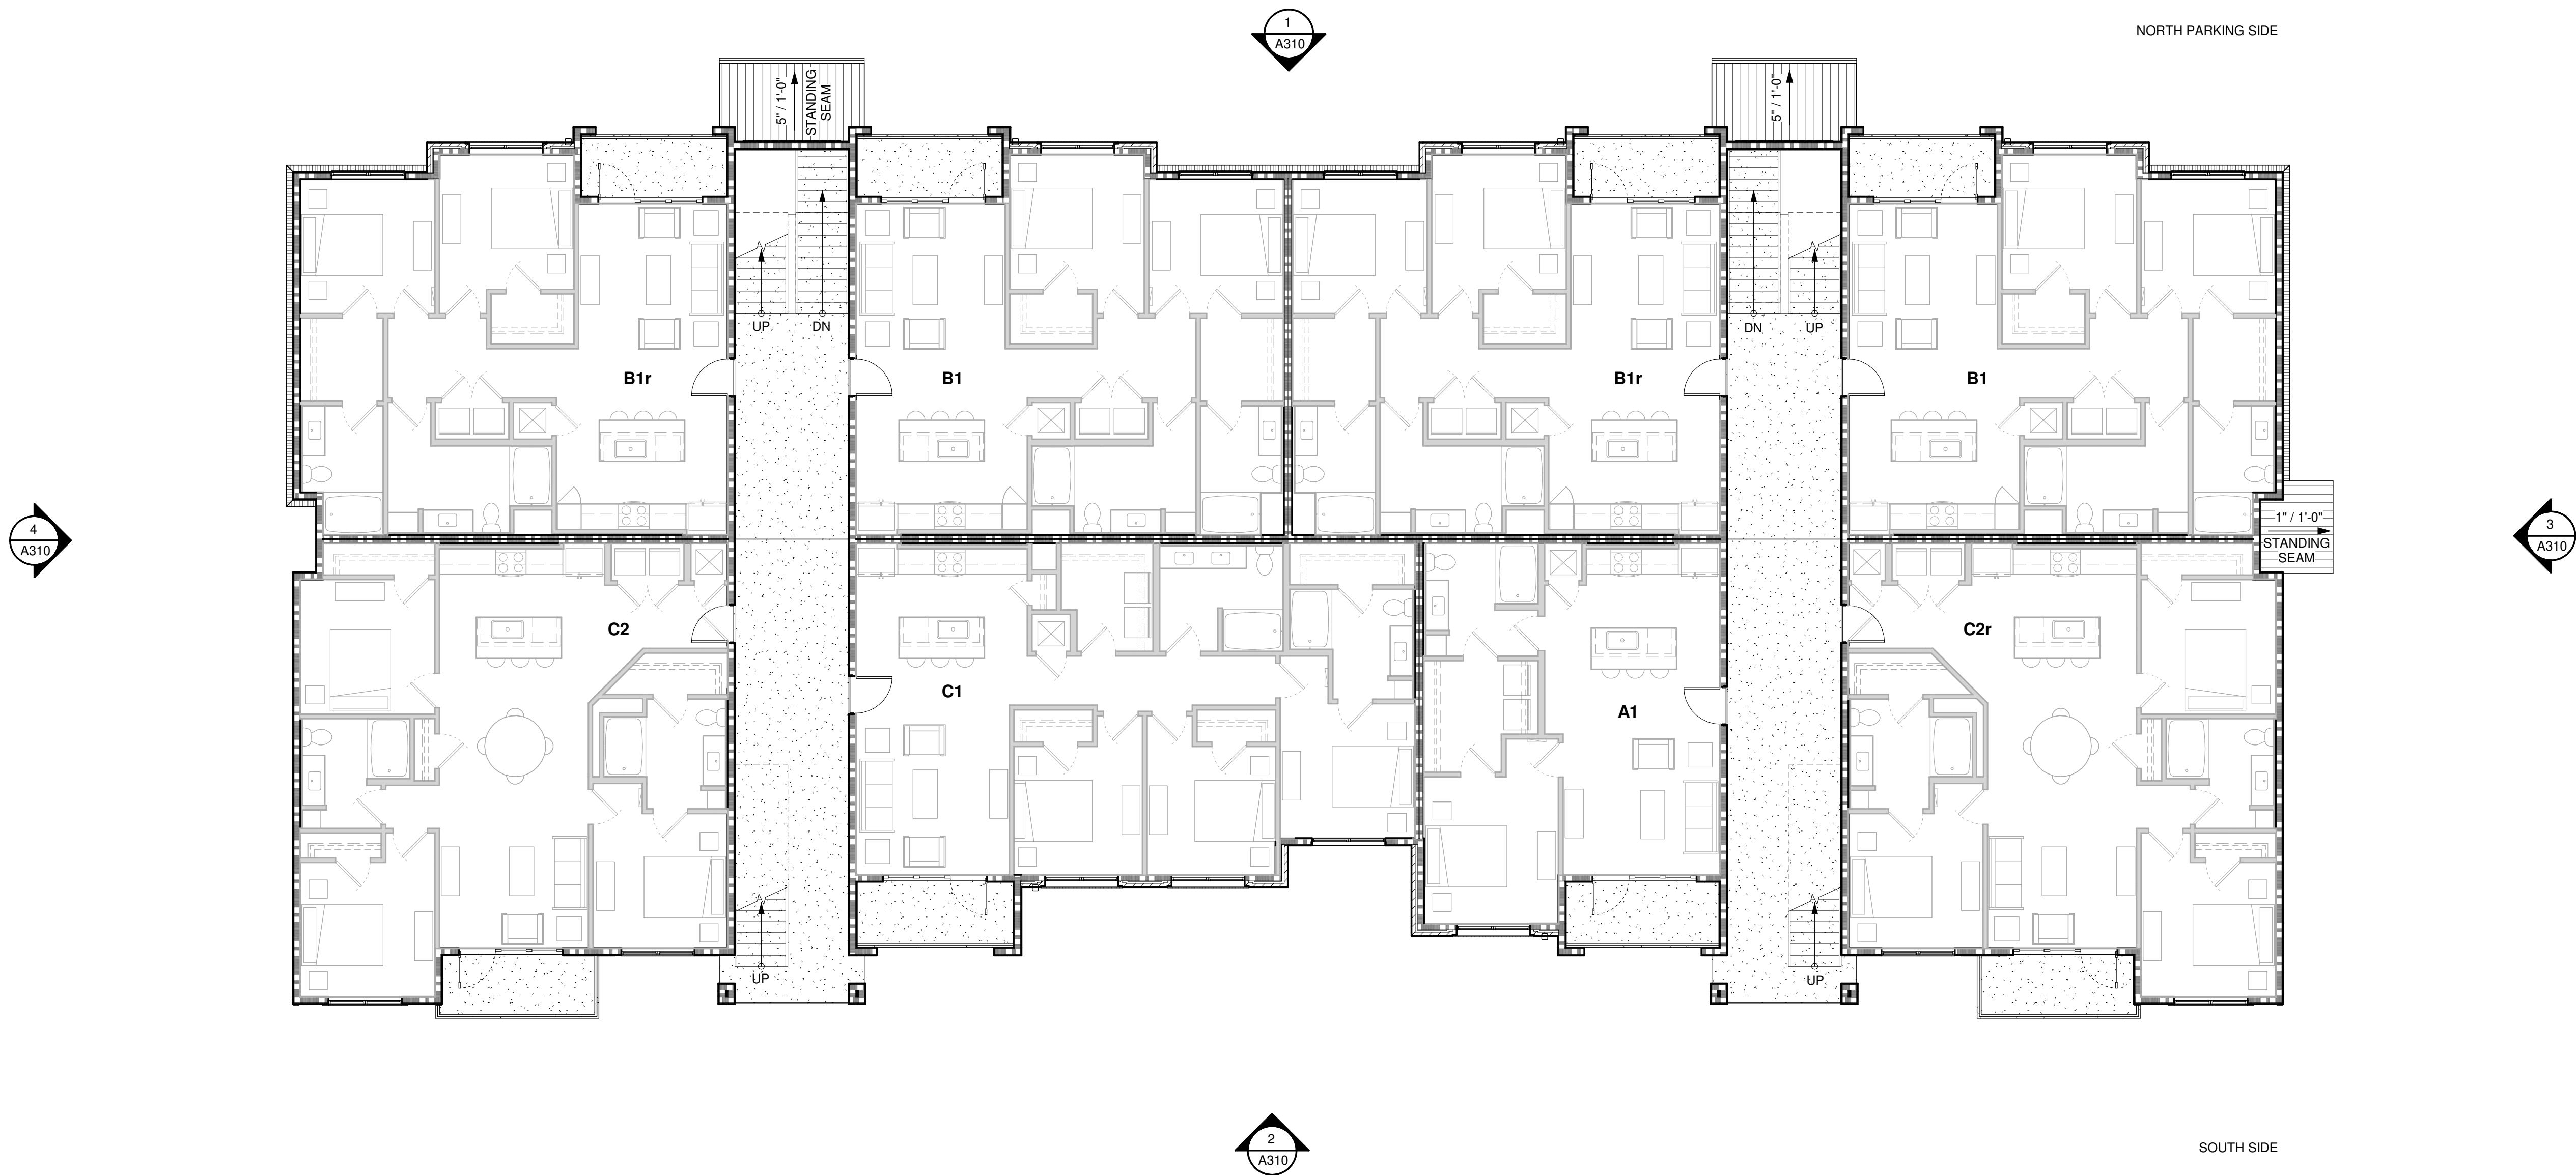 1
A310
NORTH PARKING SIDE
5" / 1'-0"
STANDING
SEAM
5" / 1'-0"
UP
DN
DN
UP
B1r
B1
B1r
B1
4
A310
1" / 1'-0"
STANDING
SEAM
3
A310
C2
C1
A1
C2r
UP
UP
2
A310
SOUTH SIDE